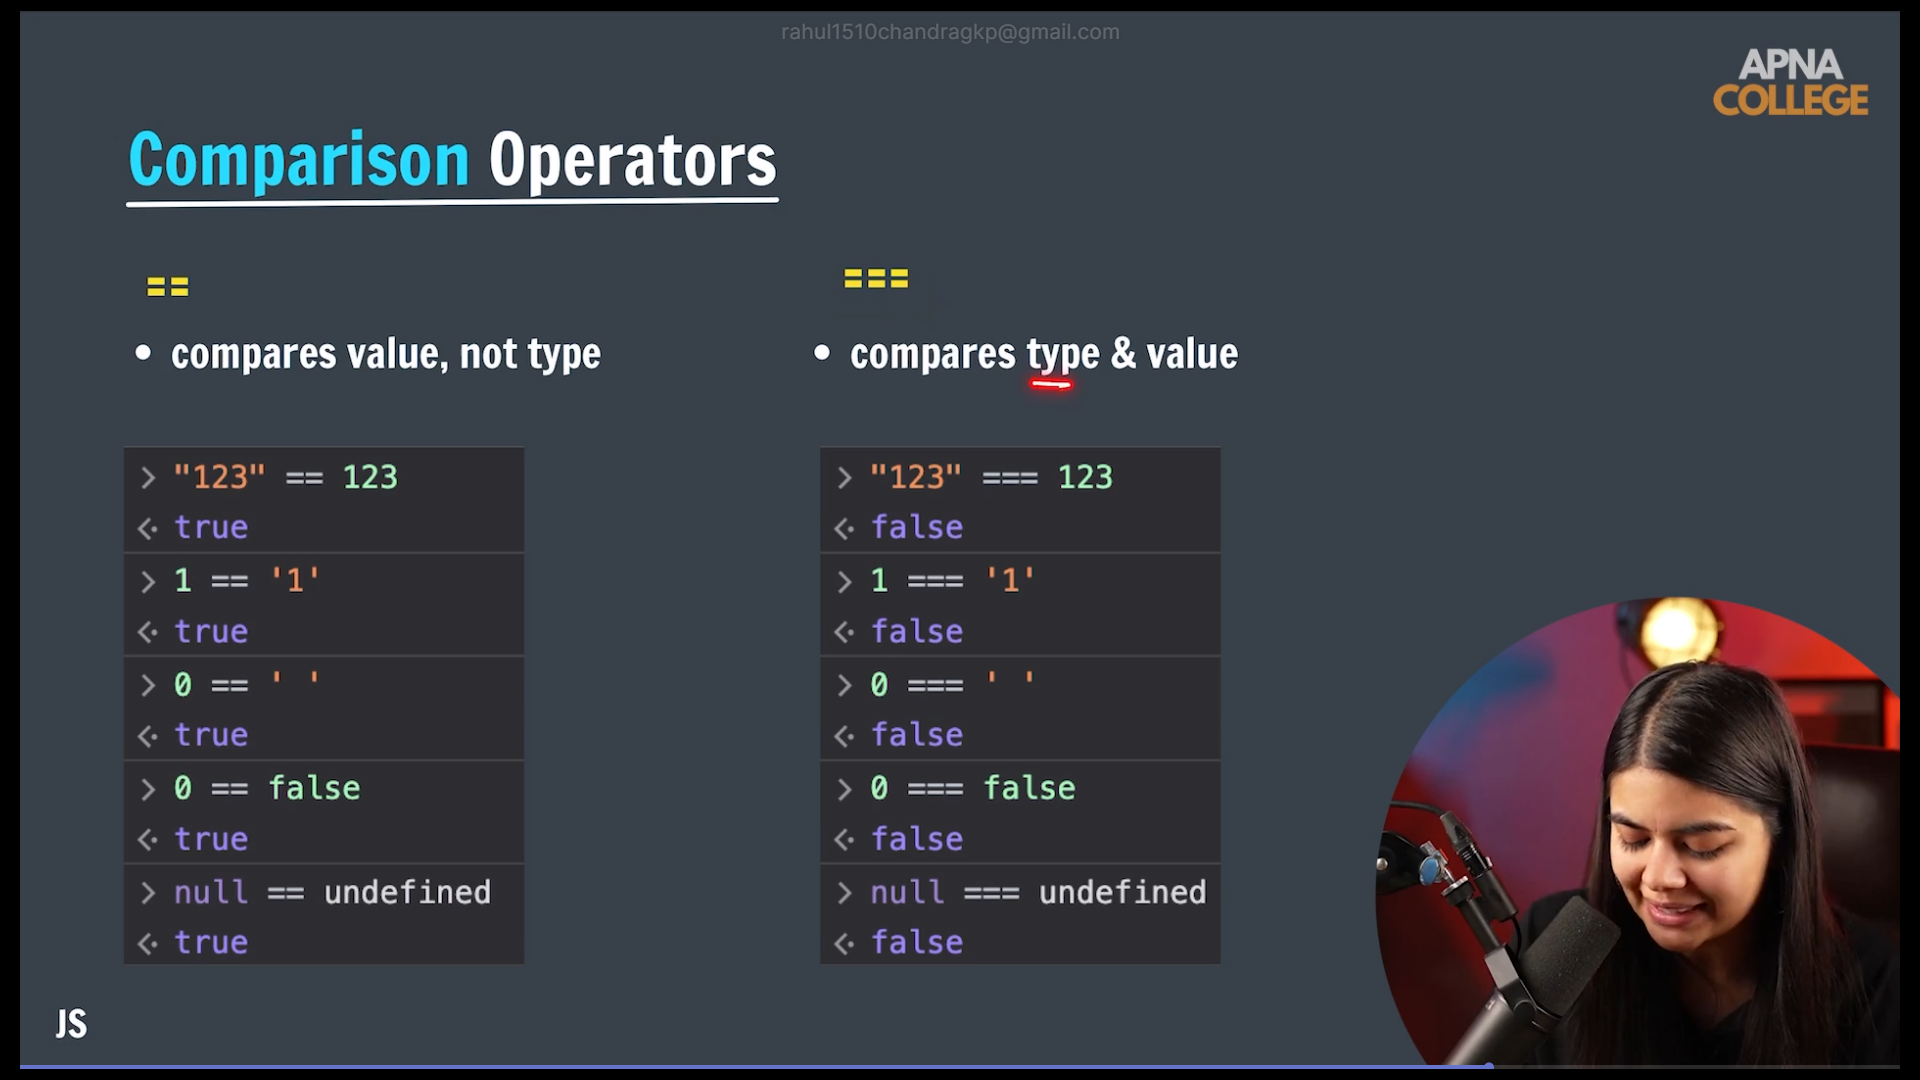 rahul1510chandragkp@gmail.com
APNA
COLLEGE
Comparison Operators
==
• compares value, not type
> "123" == 123
<· true
> 1 == '1'
<· true
> 0 == ' '
<· true
> 0 == false
<· true
> null == undefined
<· true
===
• compares type & value
> "123" === 123
<· false
> 1 === '1'
<· false
> 0 === ' '
<· false
> 0 === false
<· false
> null === undefined
<· false
JS